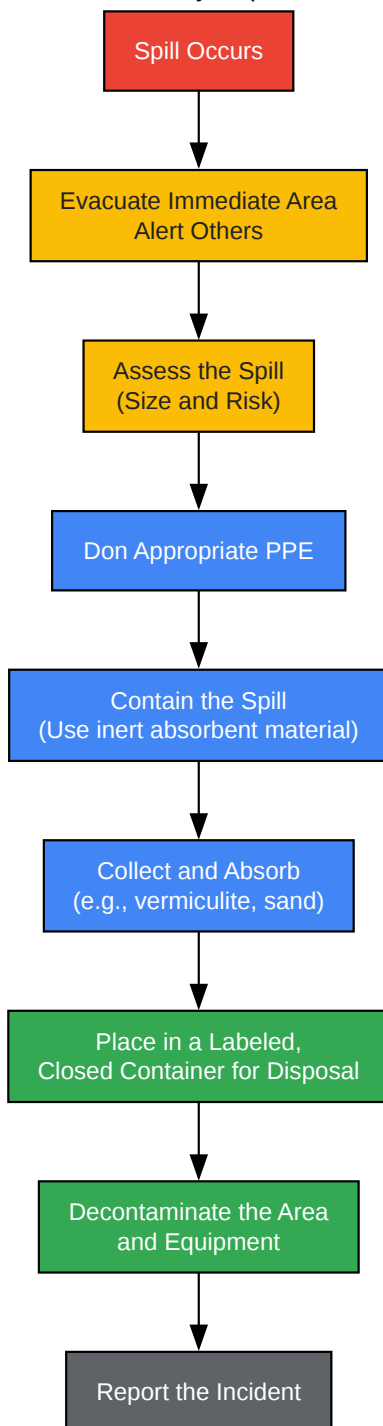 Spill Occurs
Evacuate Immediate Area
Alert Others
Assess the Spill
(Size and Risk)
Don Appropriate PPE
Contain the Spill
(Use inert absorbent material)
Collect and Absorb
(e.g., vermiculite, sand)
Place in a Labeled,
Closed Container for Disposal
Decontaminate the Area
and Equipment
Report the Incident